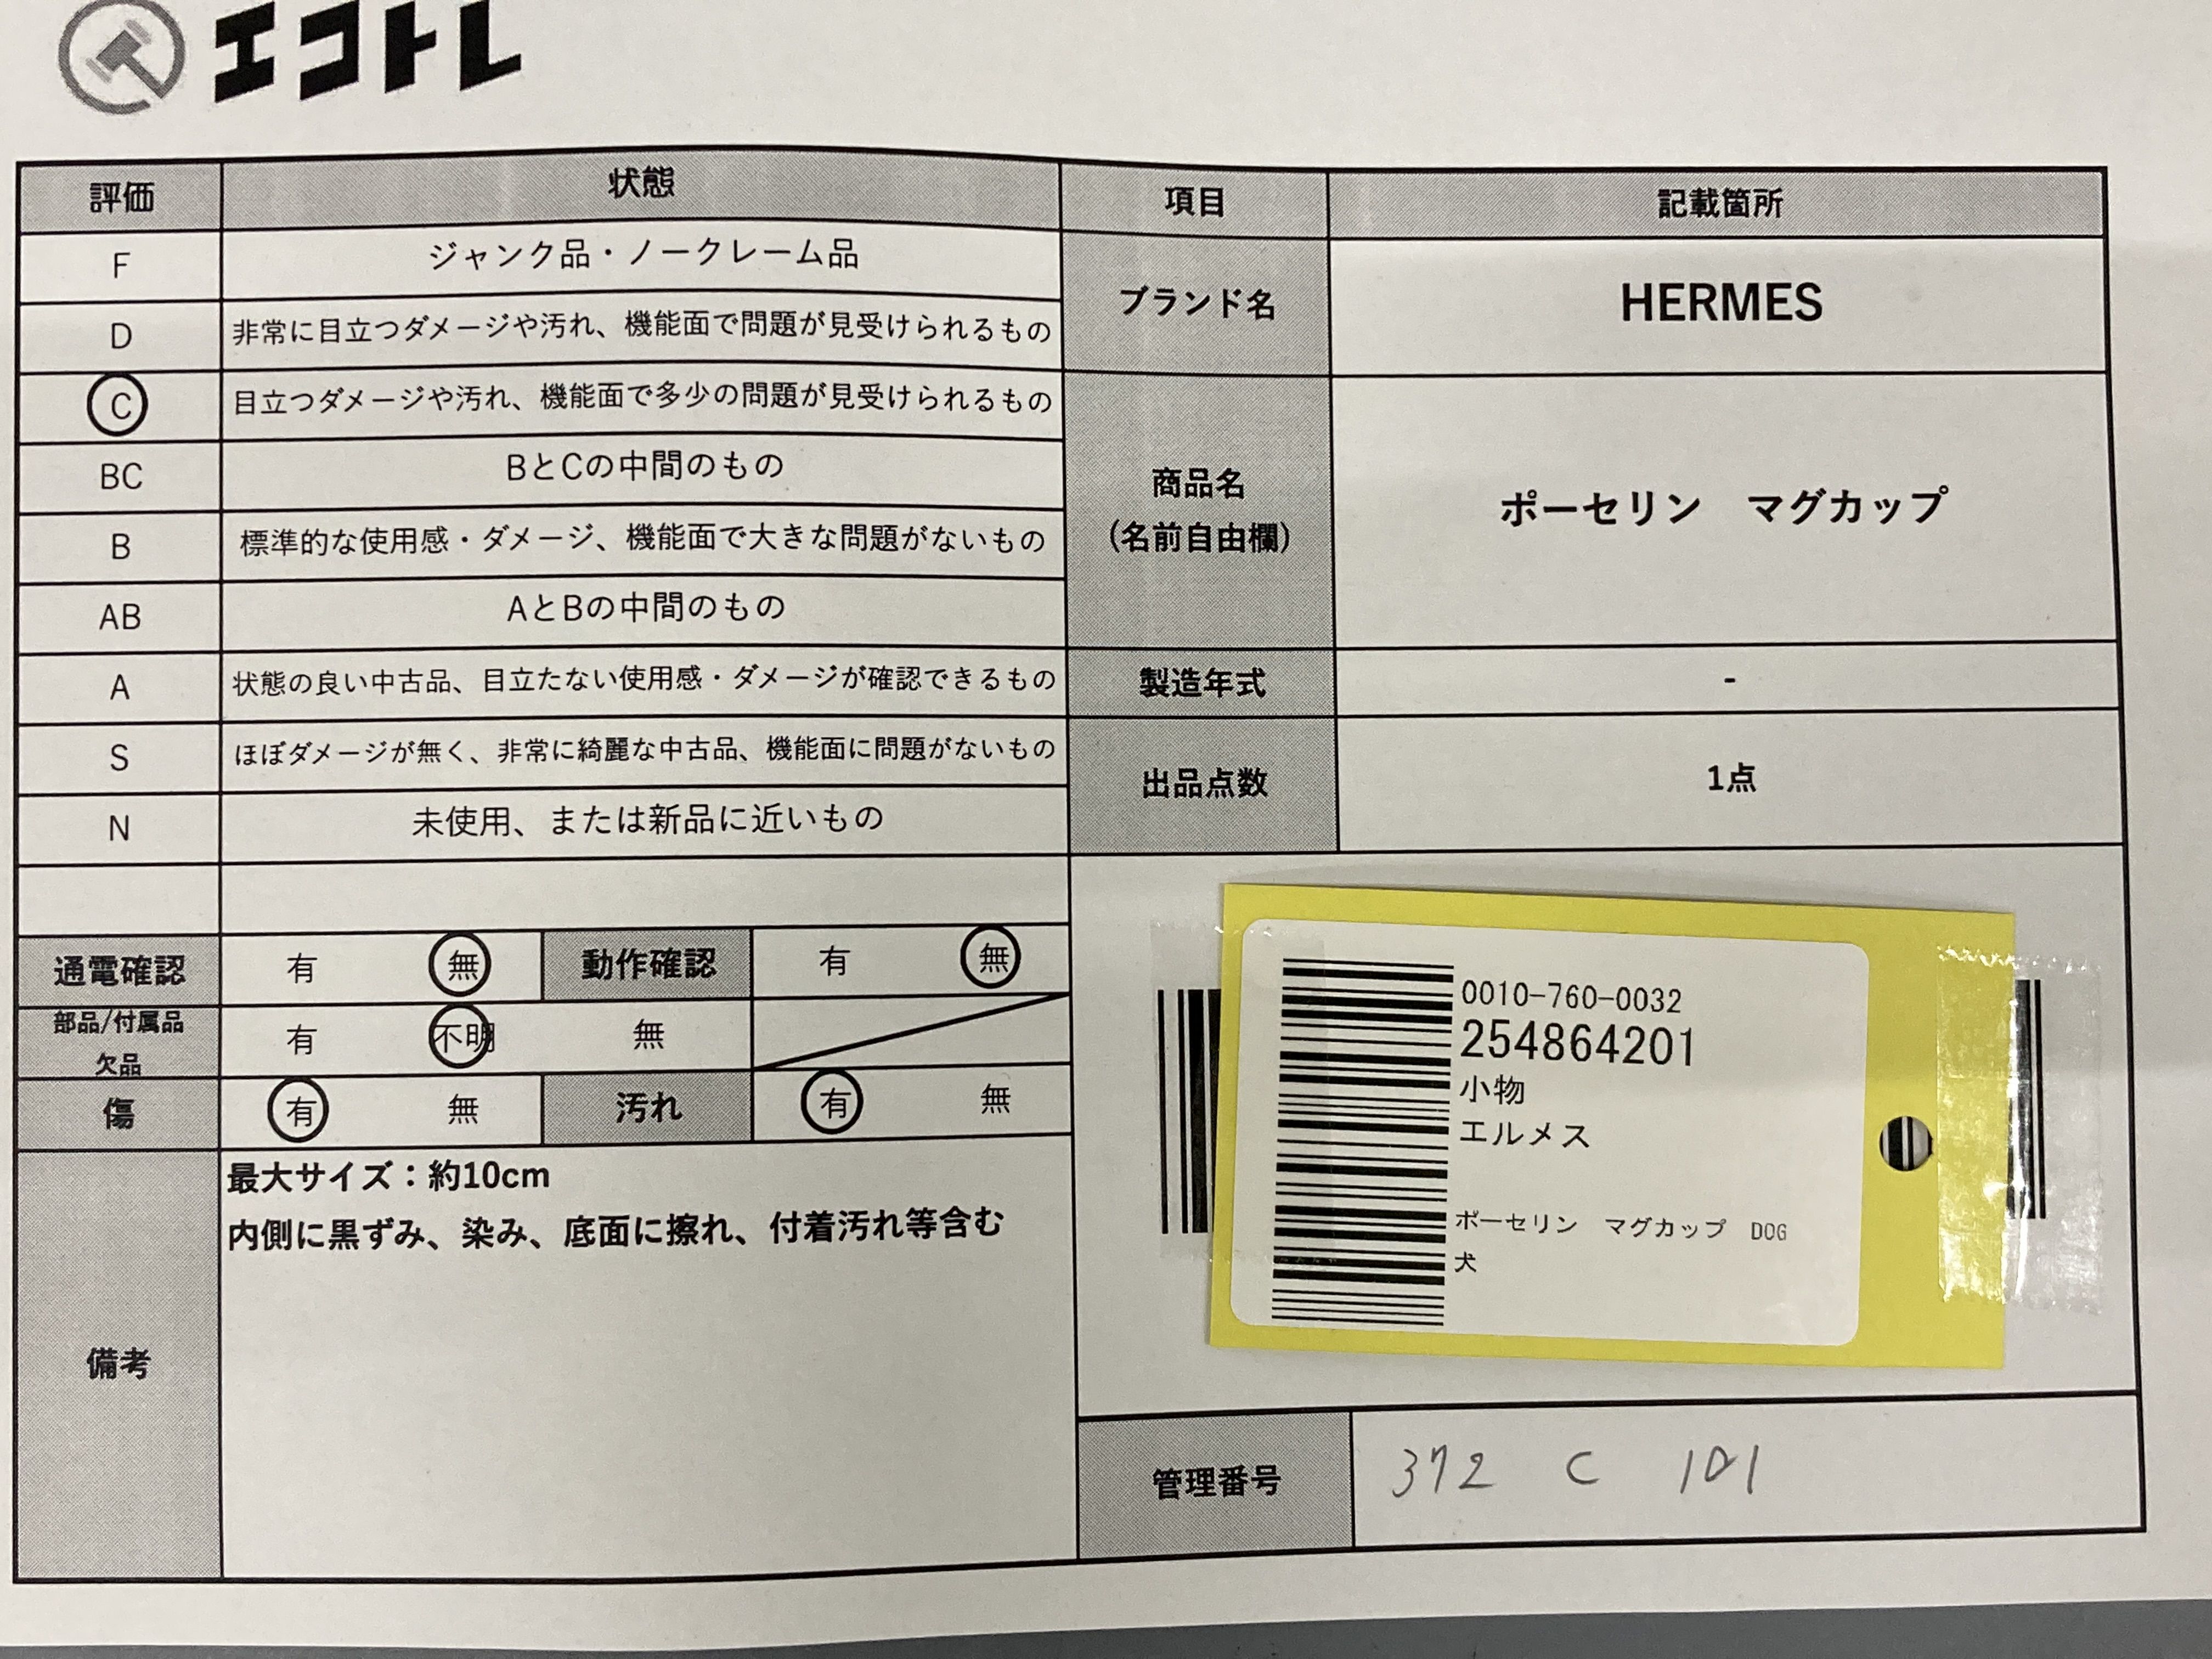 エコトレ
評価 状態 項目 記載箇所
F ジャンク品・ノークレーム品
D 非常に目立つダメージや汚れ、機能面で問題が見受けられるもの
C 目立つダメージや汚れ、機能面で多少の問題が見受けられるもの
BC BとCの中間のもの
B 標準的な使用感・ダメージ、機能面で大きな問題がないもの
AB AとBの中間のもの
A 状態の良い中古品、目立たない使用感・ダメージが確認できるもの
S ほぼダメージが無く、非常に綺麗な中古品、機能面に問題がないもの
N 未使用、または新品に近いもの
ブランド名 HERMES
商品名
(名前自由欄)
ポーセリン マグカップ
製造年式 -
出品点数 1点
通電確認 有 無 動作確認 有 無
部品/付属品
欠品
有 不明 無
傷 有 無 汚れ 有 無
備考
最大サイズ：約10cm
内側に黒ずみ、染み、底面に擦れ、付着汚れ等含む
0010-760-0032
254864201
小物
エルメス
ポーセリン マグカップ DOG
犬
管理番号 372 C 101